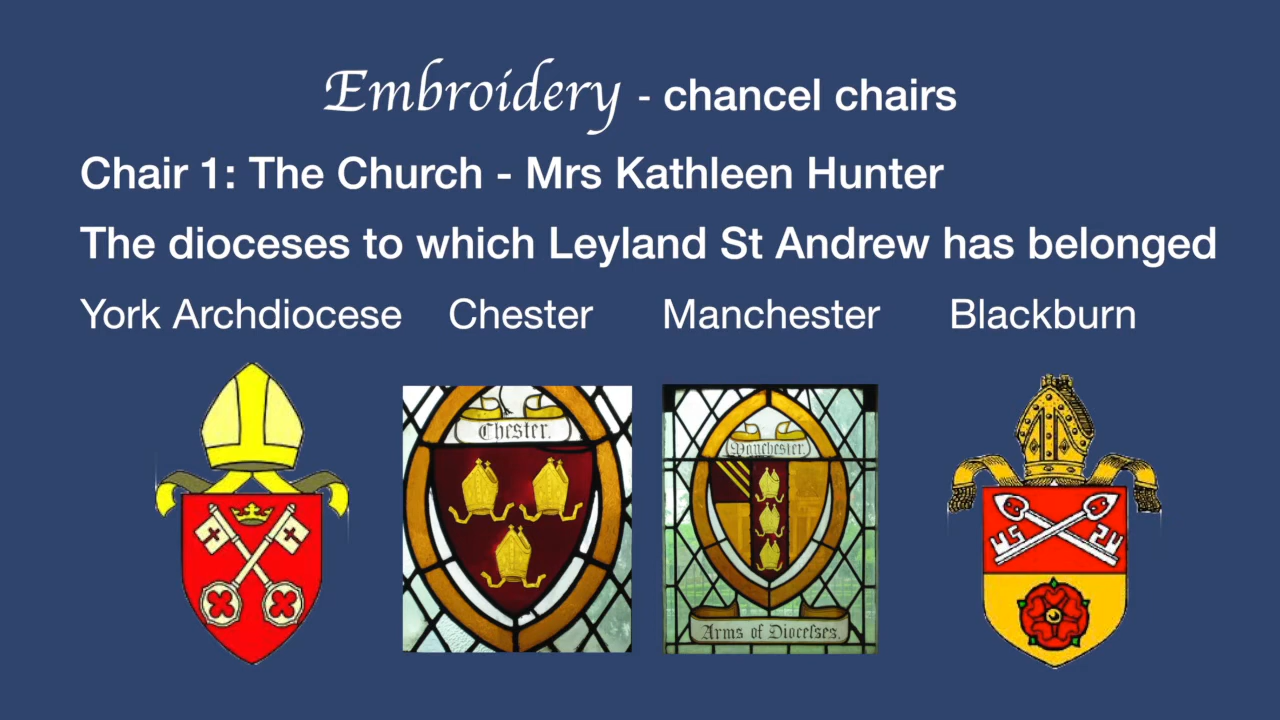 Embroidery - chancel chairs
Chair 1: The Church - Mrs Kathleen Hunter
The dioceses to which Leyland St Andrew has belonged
York Archdiocese Chester Manchester Blackburn
Chester.
Manchester.
Arms of Dioceſses.